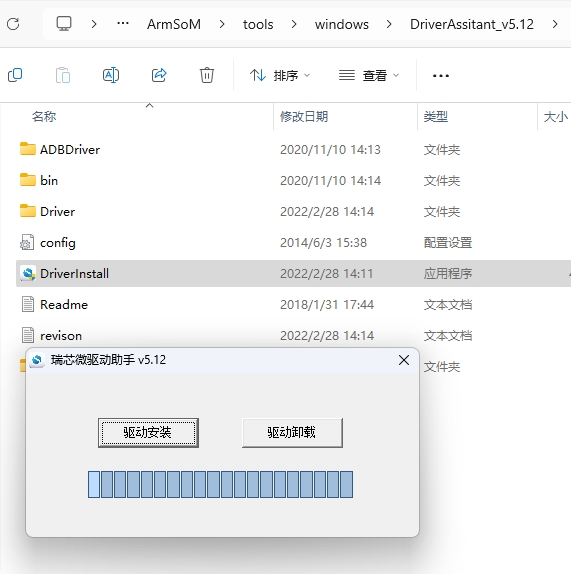 ArmSoM tools windows DriverAssitant_v5.12
排序 查看
名称 修改日期 类型 大小
ADBDriver 2020/11/10 14:13 文件夹
bin 2020/11/10 14:14 文件夹
Driver 2022/2/28 14:14 文件夹
config 2014/6/3 15:38 配置设置
DriverInstall 2022/2/28 14:11 应用程序
Readme 2018/1/31 17:44 文本文档
revison 2022/2/28 14:14 文本文档
文件夹
瑞芯微驱动助手 v5.12
驱动安装 驱动卸载